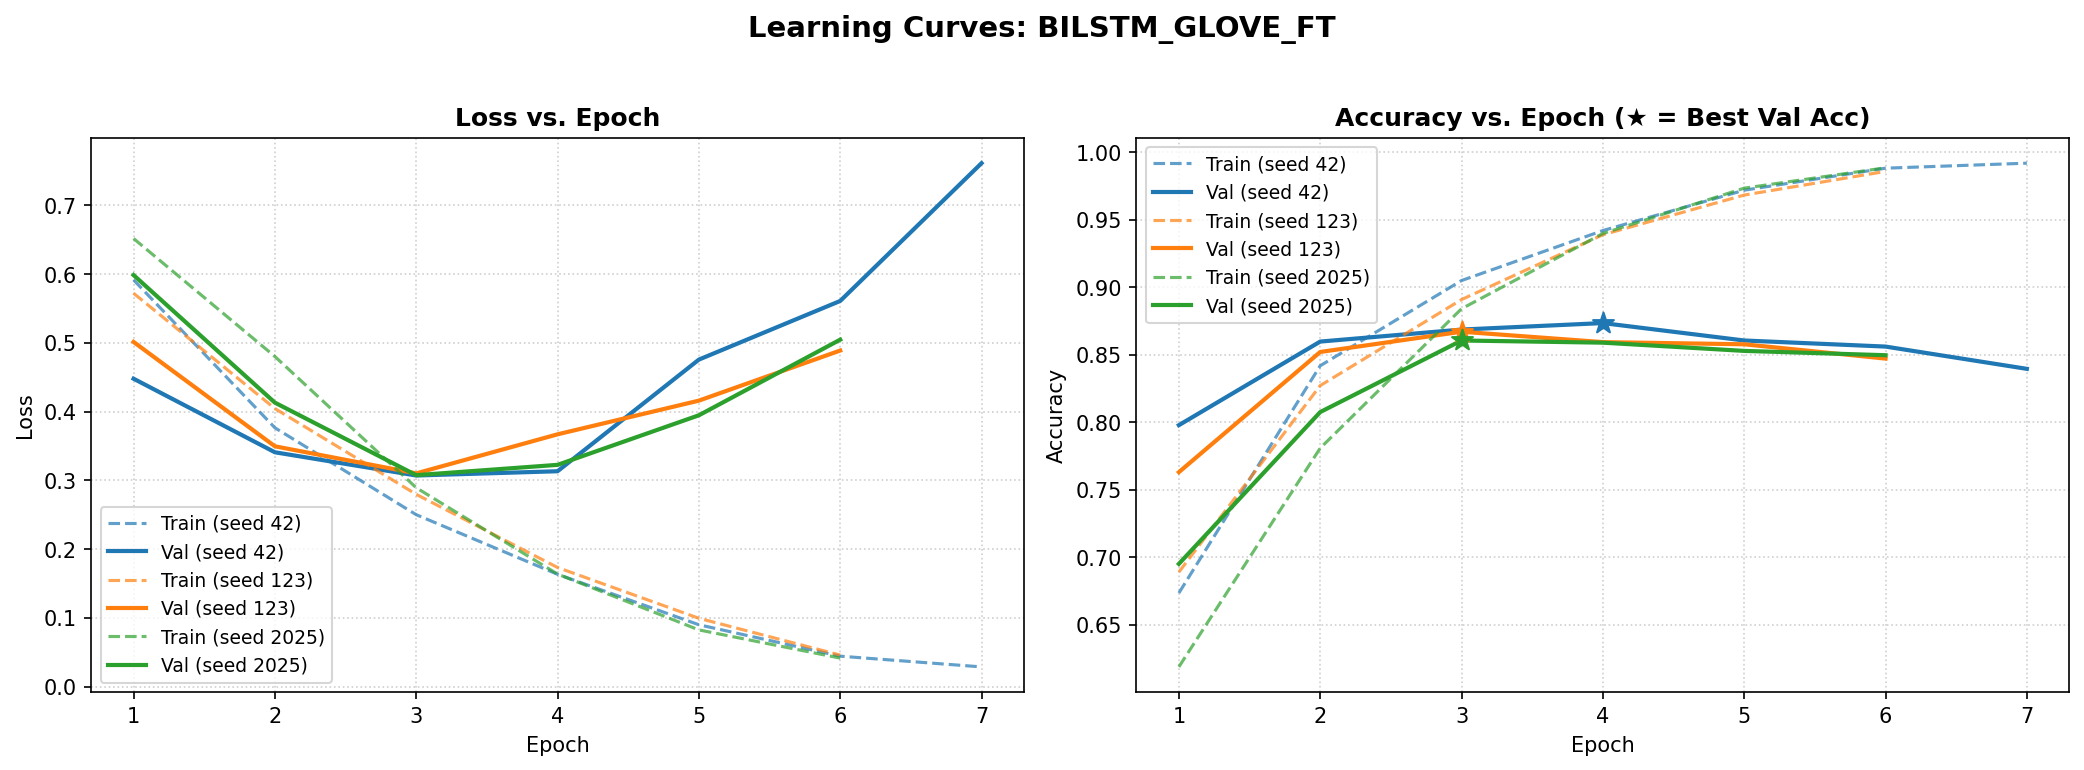 Learning Curves: BILSTM_GLOVE_FT
Loss vs. Epoch
Loss
0.7
0.6
0.5
0.4
0.3
0.2
0.1
0.0
Train (seed 42)
Val (seed 42)
Train (seed 123)
Val (seed 123)
Train (seed 2025)
Val (seed 2025)
1 2 3 4 5 6 7
Epoch
Accuracy vs. Epoch (★ = Best Val Acc)
Accuracy
1.00
0.95
0.90
0.85
0.80
0.75
0.70
0.65
Train (seed 42)
Val (seed 42)
Train (seed 123)
Val (seed 123)
Train (seed 2025)
Val (seed 2025)
1 2 3 4 5 6 7
Epoch